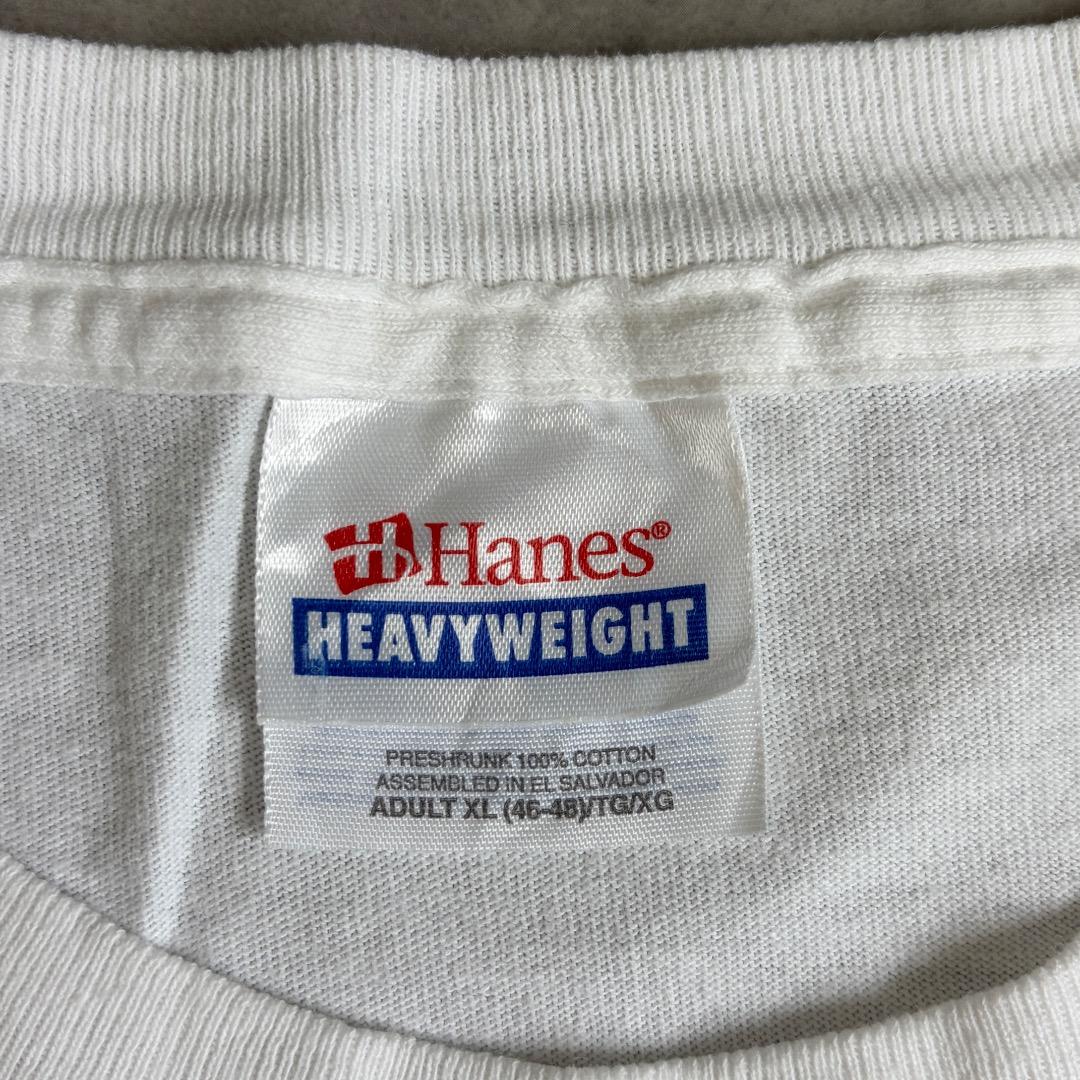 Hanes®
HEAVYWEIGHT
PRESHRUNK 100% COTTON
ASSEMBLED IN EL SALVADOR
ADULT XL (46-48)/TG/XG